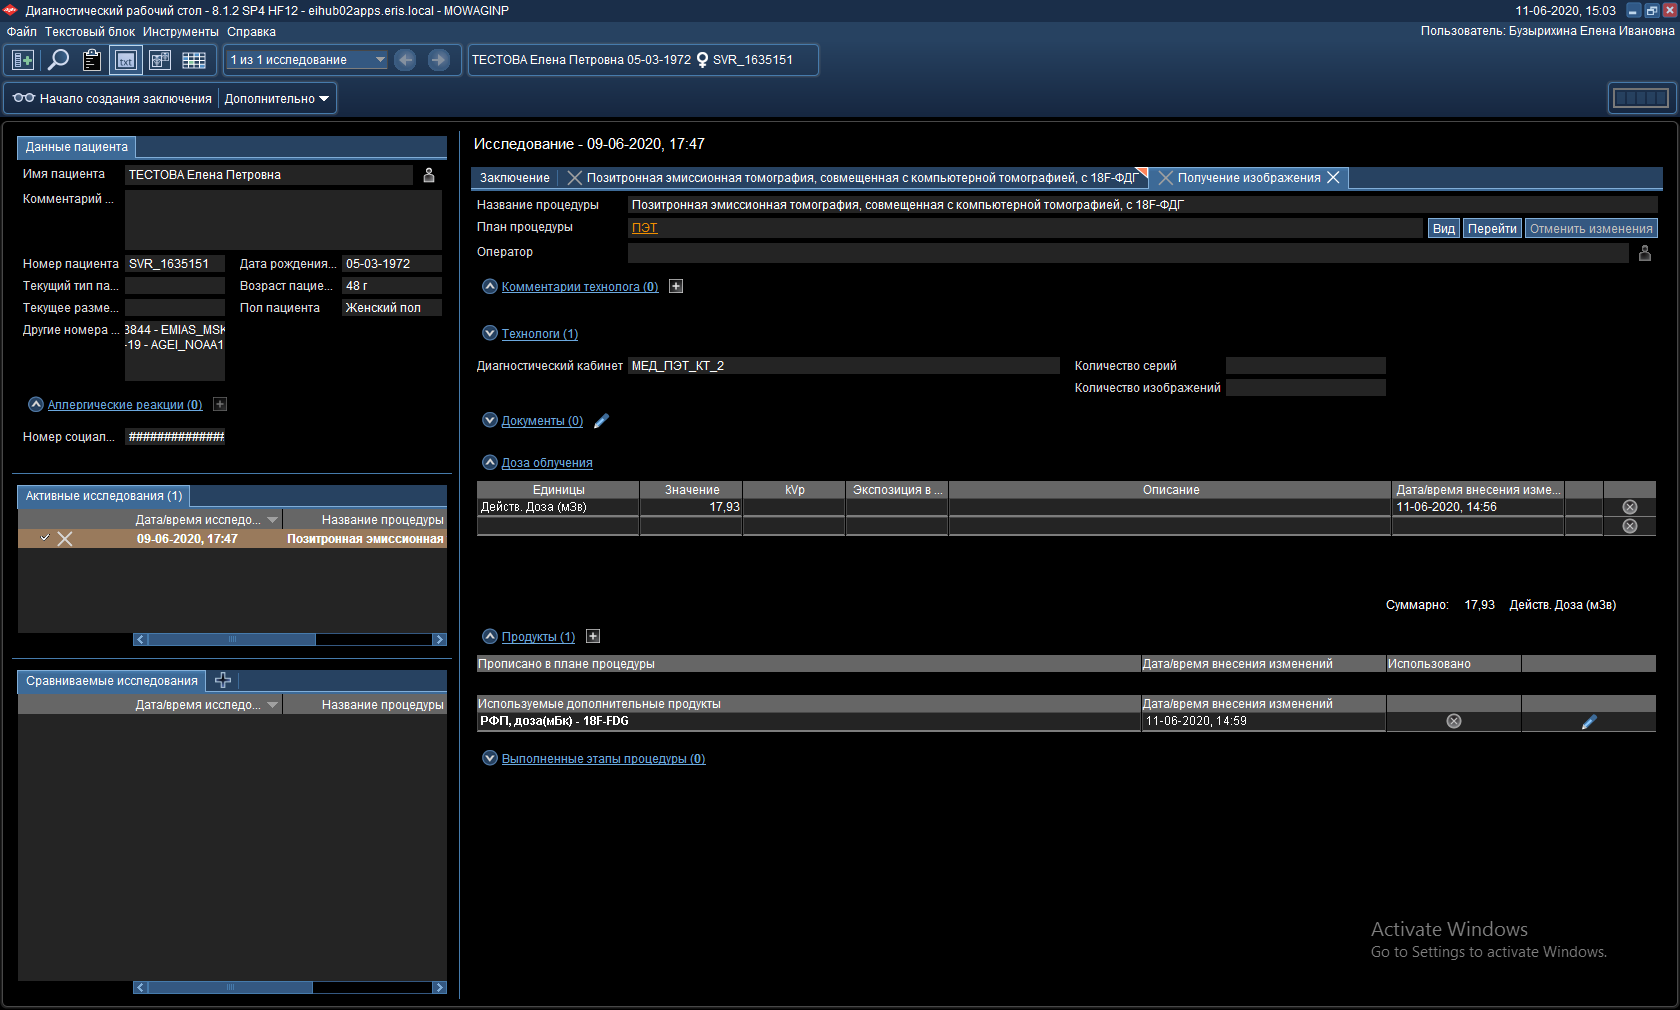 Диагностический рабочий стол - 8.1.2 SP4 HF12 - eihub02apps.eris.local - MOWAGINP
11-06-2020, 15:03
Файл Текстовый блок Инструменты Справка
Пользователь: Бузырихина Елена Ивановна
txt
1 из 1 исследование
ТЕСТОВА Елена Петровна 05-03-1972 SVR_1635151
Начало создания заключения
Дополнительно
Данные пациента
Имя пациента
ТЕСТОВА Елена Петровна
Комментарий ...
Номер пациента
SVR_1635151
Дата рождения...
05-03-1972
Текущий тип па...
Возраст пацие...
48 г
Текущее разме...
Пол пациента
Женский пол
Другие номера ...
3844 - EMIAS_MSK
-19 - AGEI_NOAA1
Аллергические реакции (0)
Номер социал...
##############
Активные исследования (1)
Дата/время исследо...
Название процедуры
09-06-2020, 17:47
Позитронная эмиссионная
Сравниваемые исследования
Дата/время исследо...
Название процедуры
Исследование - 09-06-2020, 17:47
Заключение
Позитронная эмиссионная томография, совмещенная с компьютерной томографией, с 18F-ФДГ
Получение изображения
Название процедуры
Позитронная эмиссионная томография, совмещенная с компьютерной томографией, с 18F-ФДГ
План процедуры
ПЭТ
Вид
Перейти
Отменить изменения
Оператор
Комментарии технолога (0)
Технологи (1)
Диагностический кабинет
МЕД_ПЭТ_КТ_2
Количество серий
Количество изображений
Документы (0)
Доза облучения
Единицы
Значение
kVp
Экспозиция в ...
Описание
Дата/время внесения изме...
Действ. Доза (мЗв)
17,93
11-06-2020, 14:56
Суммарно: 17,93 Действ. Доза (мЗв)
Продукты (1)
Прописано в плане процедуры
Дата/время внесения изменений
Использовано
Используемые дополнительные продукты
Дата/время внесения изменений
РФП, доза(мБк) - 18F-FDG
11-06-2020, 14:59
Выполненные этапы процедуры (0)
Activate Windows
Go to Settings to activate Windows.